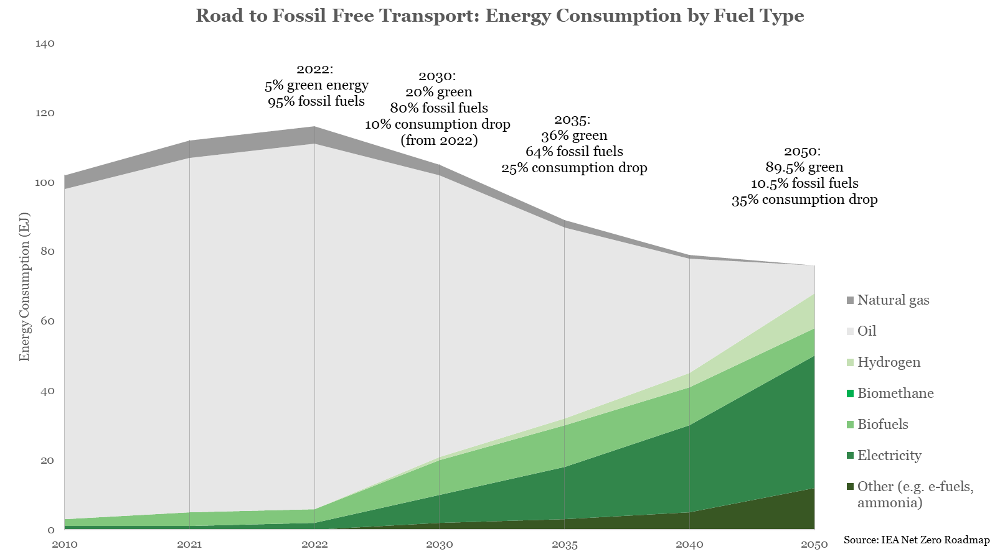 Road to Fossil Free Transport: Energy Consumption by Fuel Type
140
120
100
80
60
40
20
0
Energy Consumption (EJ)
2022:
5% green energy
95% fossil fuels
2030:
20% green
80% fossil fuels
10% consumption drop
(from 2022)
2035:
36% green
64% fossil fuels
25% consumption drop
2050:
89.5% green
10.5% fossil fuels
35% consumption drop
Natural gas
Oil
Hydrogen
Biomethane
Biofuels
Electricity
Other (e.g. e-fuels,
ammonia)
2010
2021
2022
2030
2035
2040
2050
Source: IEA Net Zero Roadmap